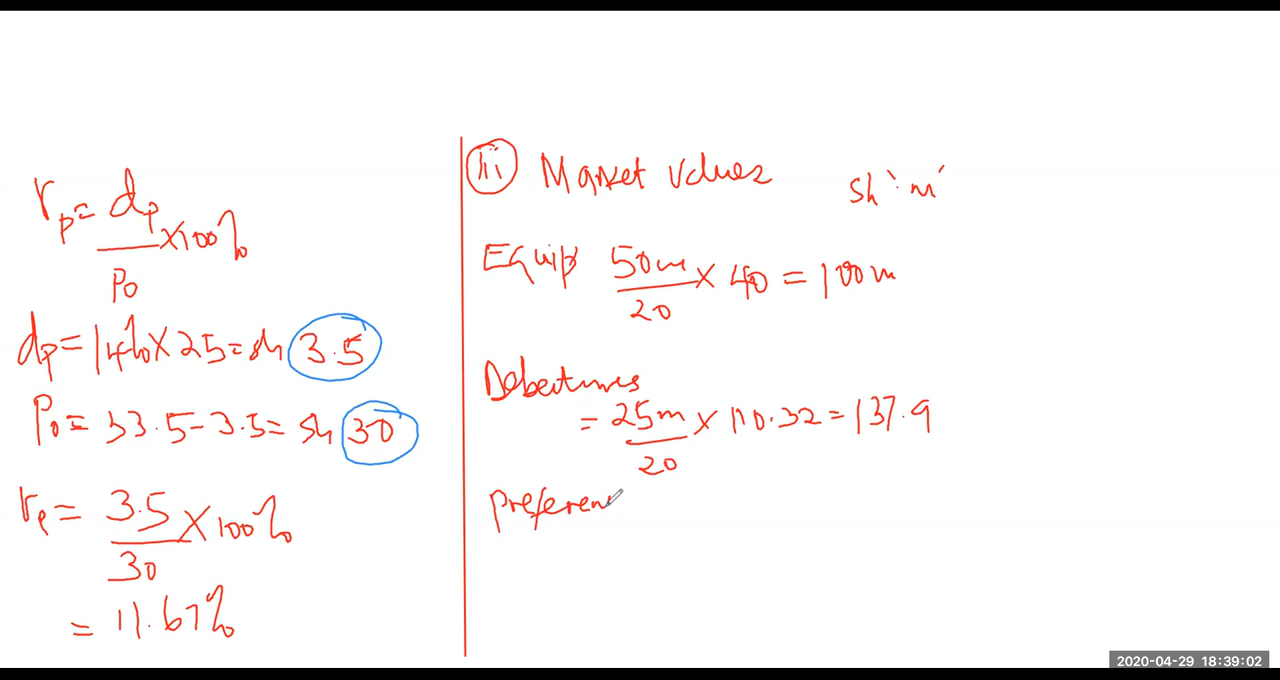 rp = dp/P0 × 100%
dp = 14% × 25 = sh 3.5
P0 = 33.5 - 3.5 = sh 30
rp = 3.5/30 × 100%
= 11.67%
iii Market values
sh 'm'
Equity 50m/20 × 40 = 100m
Debentures
= 25m/20 × 110.32 = 137.9
Preferen
2020-04-29 18:39:02